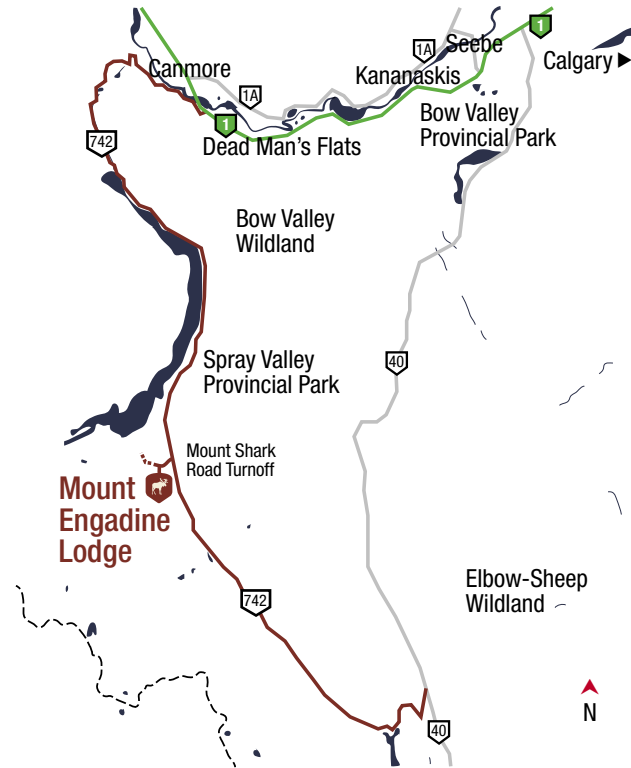 1
Seebe
1A
Calgary
Canmore
Kananaskis
1A
Bow Valley
Provincial Park
1
Dead Man's Flats
742
Bow Valley
Wildland
Spray Valley
Provincial Park
40
Mount Shark
Road Turnoff
Mount
Engadine
Lodge
Elbow-Sheep
Wildland
742
N
40